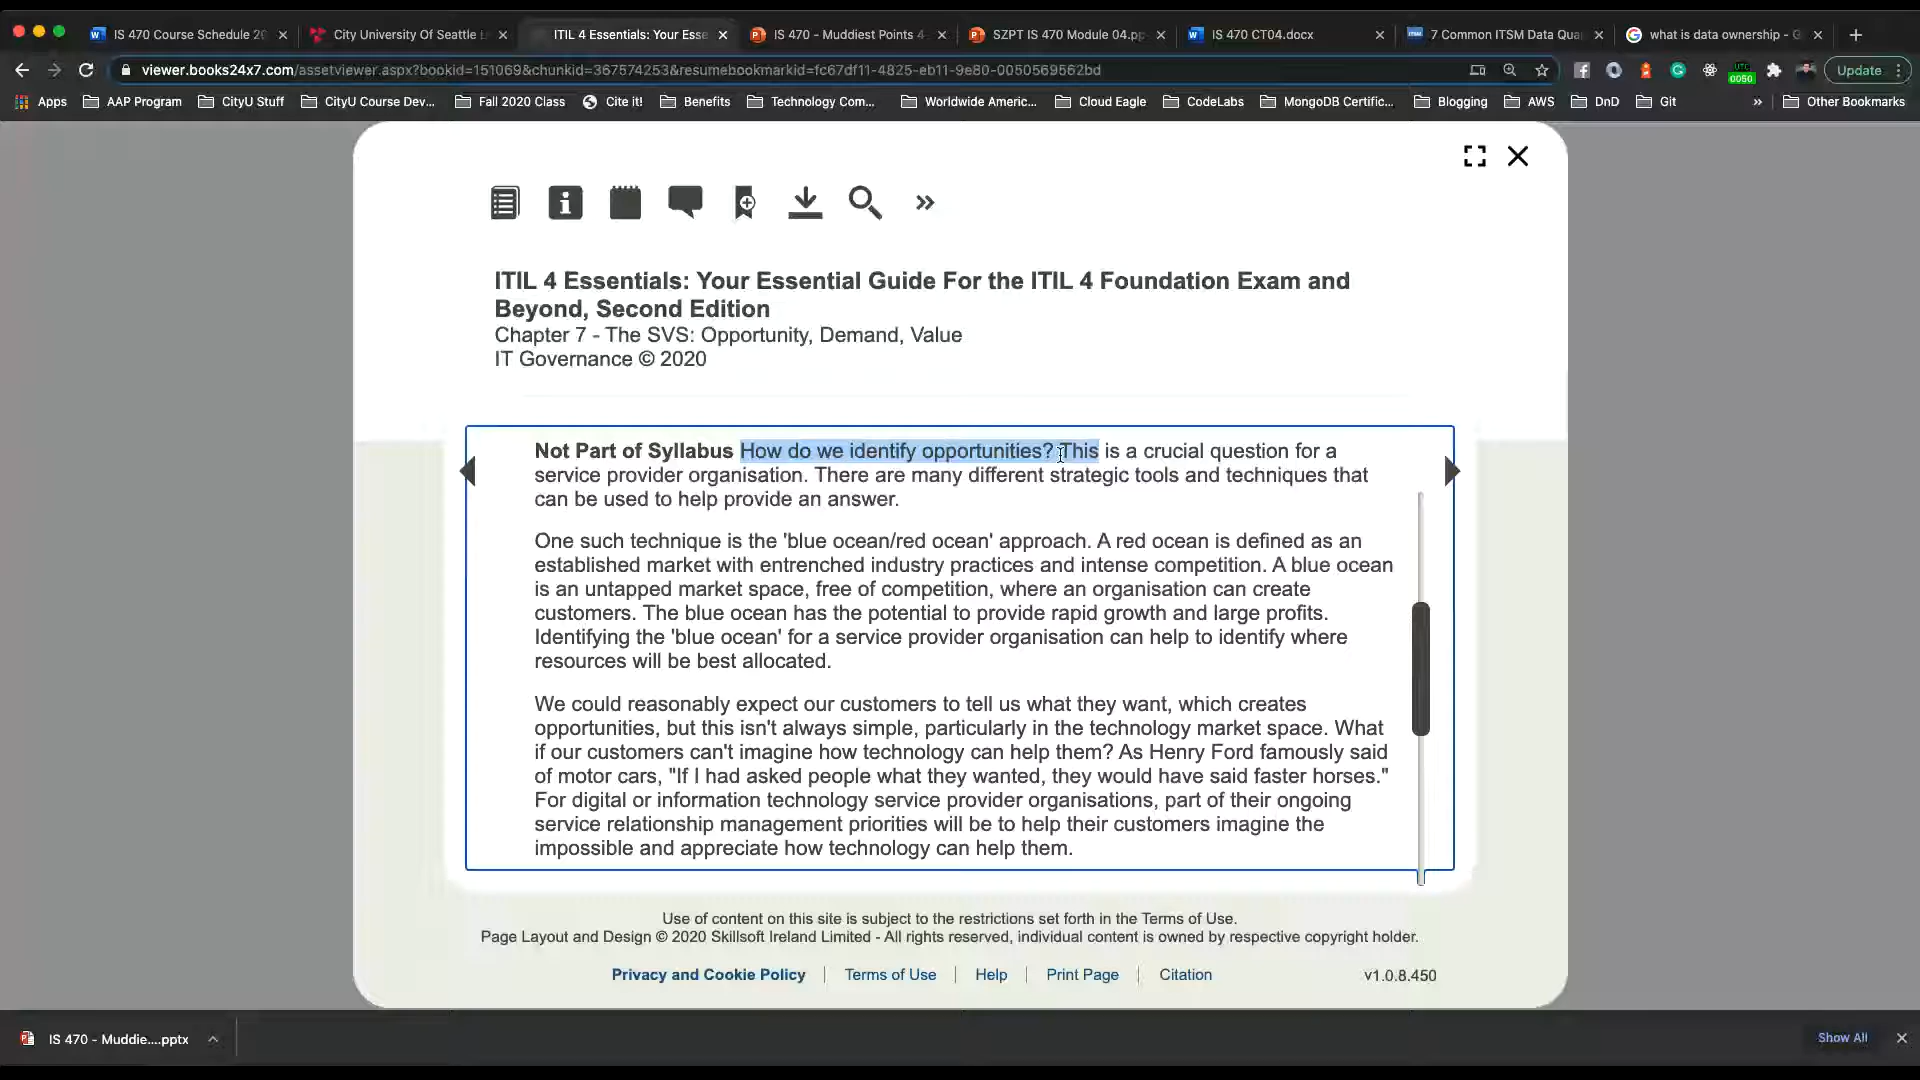 IS 470 Course Schedule 20
City University Of Seattle L
ITIL 4 Essentials: Your Esse
IS 470 - Muddiest Points 4
SZPT IS 470 Module 04.pp
IS 470 CT04.docx
7 Common ITSM Data Qua
what is data ownership - G
viewer.books24x7.com/assetviewer.aspx?bookid=151069&chunkid=367574253&resumebookmarkid=fc67df11-4825-eb11-9e80-0050569562bd
UTC
0050
Update
Apps
AAP Program
CityU Stuff
CityU Course Dev...
Fall 2020 Class
Cite it!
Benefits
Technology Com...
Worldwide Americ...
Cloud Eagle
CodeLabs
MongoDB Certific...
Blogging
AWS
DnD
Git
»
Other Bookmarks
ITIL 4 Essentials: Your Essential Guide For the ITIL 4 Foundation Exam and
Beyond, Second Edition
Chapter 7 - The SVS: Opportunity, Demand, Value
IT Governance © 2020
Not Part of Syllabus How do we identify opportunities? This is a crucial question for a
service provider organisation. There are many different strategic tools and techniques that
can be used to help provide an answer.
One such technique is the 'blue ocean/red ocean' approach. A red ocean is defined as an
established market with entrenched industry practices and intense competition. A blue ocean
is an untapped market space, free of competition, where an organisation can create
customers. The blue ocean has the potential to provide rapid growth and large profits.
Identifying the 'blue ocean' for a service provider organisation can help to identify where
resources will be best allocated.
We could reasonably expect our customers to tell us what they want, which creates
opportunities, but this isn't always simple, particularly in the technology market space. What
if our customers can't imagine how technology can help them? As Henry Ford famously said
of motor cars, "If I had asked people what they wanted, they would have said faster horses."
For digital or information technology service provider organisations, part of their ongoing
service relationship management priorities will be to help their customers imagine the
impossible and appreciate how technology can help them.
Use of content on this site is subject to the restrictions set forth in the Terms of Use.
Page Layout and Design © 2020 Skillsoft Ireland Limited - All rights reserved, individual content is owned by respective copyright holder.
Privacy and Cookie Policy
Terms of Use
Help
Print Page
Citation
v1.0.8.450
IS 470 - Muddie....pptx
Show All